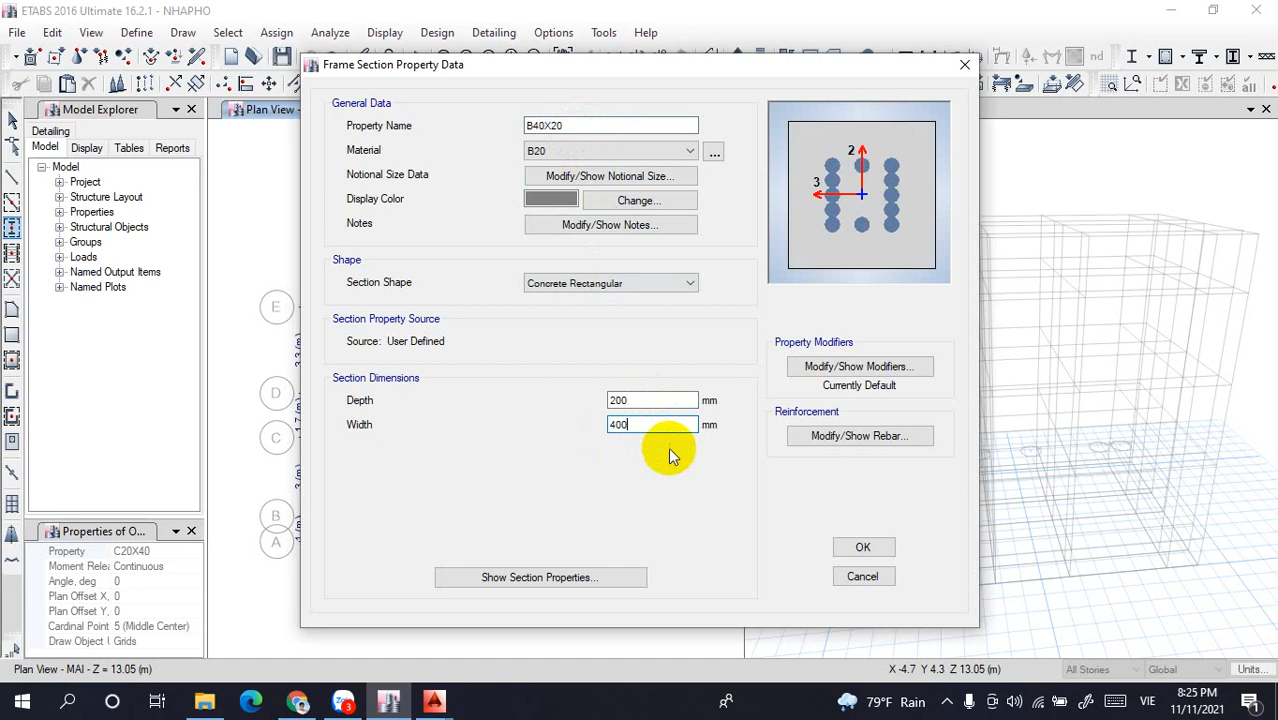 ETABS 2016 Ultimate 16.2.1 - NHAPHO
File Edit View Define Draw Select Assign Analyze Display Design Detailing Options Tools Help
nd
all
Model Explorer
Detailing
Model Display Tables Reports
Model
Project
Structure Layout
Properties
Structural Objects
Groups
Loads
Named Output Items
Named Plots
Properties of O...
Property C20X40
Moment Relea Continuous
Angle, deg 0
Plan Offset X, 0
Plan Offset Y, 0
Cardinal Point 5 (Middle Center)
Draw Object U Grids
Plan View -
E
D
C
B
A
Frame Section Property Data
General Data
Property Name B40X20
Material B20 ...
Notional Size Data Modify/Show Notional Size...
Display Color Change...
Notes Modify/Show Notes...
Shape
Section Shape Concrete Rectangular
Section Property Source
Source: User Defined
Section Dimensions
Depth 200 mm
Width 400 mm
Show Section Properties...
2
3
Property Modifiers
Modify/Show Modifiers...
Currently Default
Reinforcement
Modify/Show Rebar...
OK
Cancel
Plan View - MAI - Z = 13.05 (m) X -4.7 Y 4.3 Z 13.05 (m) All Stories Global Units...
3 79°F Rain VIE 8:25 PM
11/11/2021 1